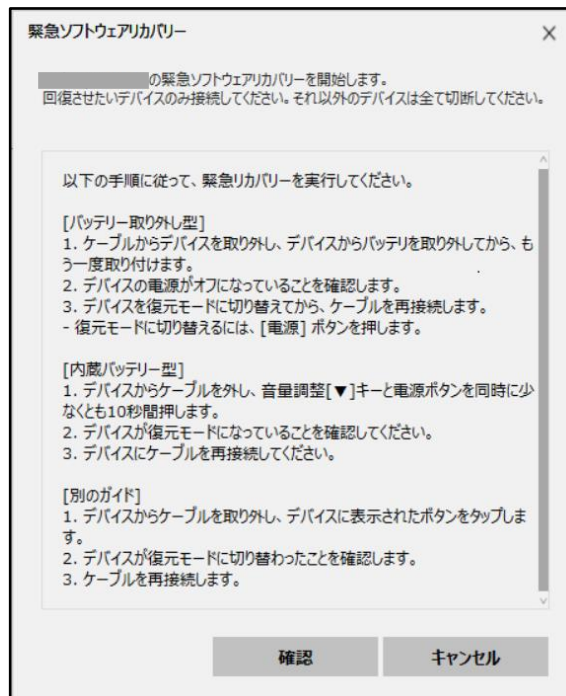 緊急ソフトウェアリカバリー
の緊急ソフトウェアリカバリーを開始します。
回復させたいデバイスのみ接続してください。それ以外のデバイスは全て切断してください。
以下の手順に従って、緊急リカバリーを実行してください。
[バッテリー取り外し型]
1. ケーブルからデバイスを取り外し、デバイスからバッテリを取り外してから、も
う一度取り付けます。
2. デバイスの電源がオフになっていることを確認します。
3. デバイスを復元モードに切り替えてから、ケーブルを再接続します。
- 復元モードに切り替えるには、[電源] ボタンを押します。
[内蔵バッテリー型]
1. デバイスからケーブルを外し、音量調整[▼]キーと電源ボタンを同時に少
なくとも10秒間押します。
2. デバイスが復元モードになっていることを確認してください。
3. デバイスにケーブルを再接続してください。
[別のガイド]
1. デバイスからケーブルを取り外し、デバイスに表示されたボタンをタップしま
す。
2. デバイスが復元モードに切り替わったことを確認します。
3. ケーブルを再接続します。
確認
キャンセル